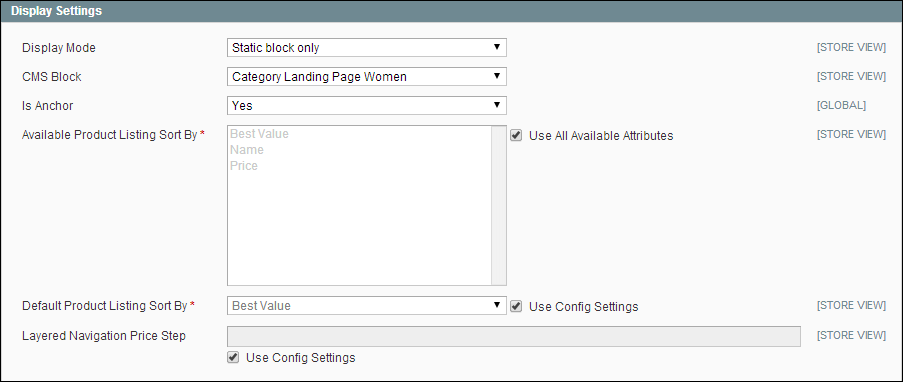 Display Settings
Display Mode Static block only [STORE VIEW]
CMS Block Category Landing Page Women [STORE VIEW]
Is Anchor Yes [GLOBAL]
Available Product Listing Sort By * Best Value Use All Available Attributes [STORE VIEW]
Name
Price
Default Product Listing Sort By * Best Value Use Config Settings [STORE VIEW]
Layered Navigation Price Step [STORE VIEW]
Use Config Settings